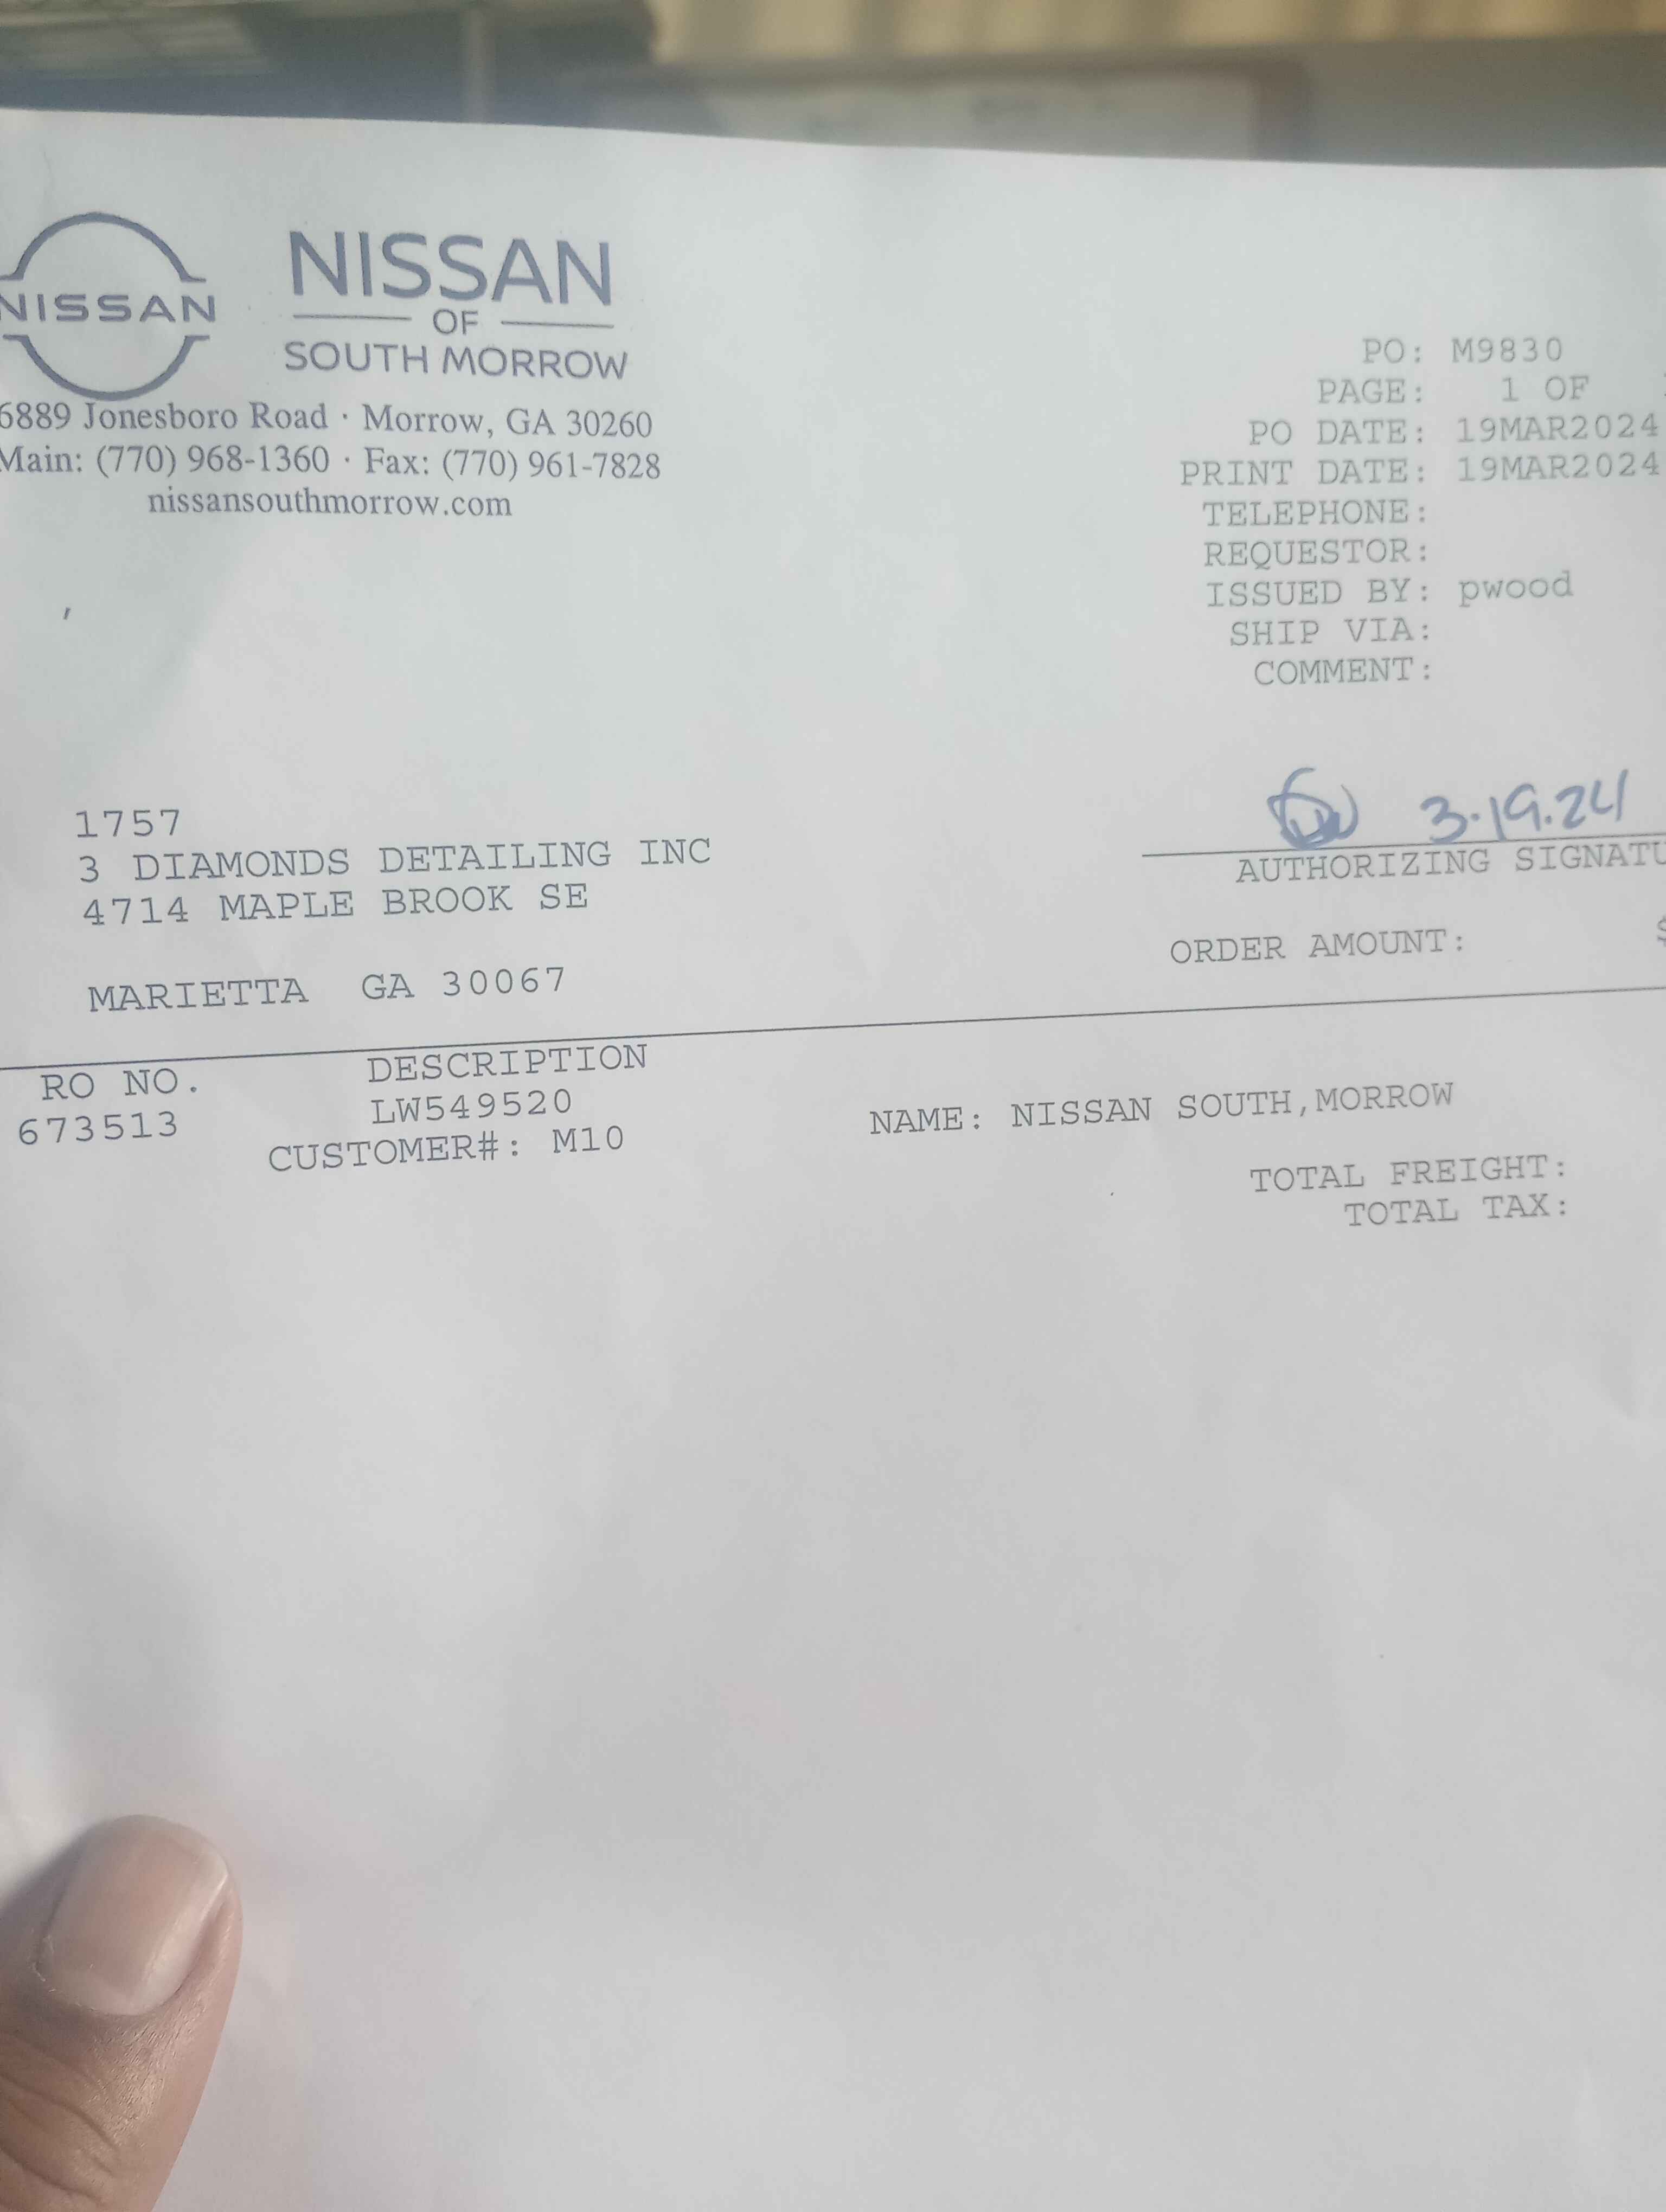 NISSAN
NISSAN
OF
SOUTH MORROW
6889 Jonesboro Road · Morrow, GA 30260
Main: (770) 968-1360 · Fax: (770) 961-7828
nissansouthmorrow.com
PO: M9830
PAGE: 1 OF
PO DATE: 19MAR2024
PRINT DATE: 19MAR2024
TELEPHONE:
REQUESTOR:
ISSUED BY: pwood
SHIP VIA:
COMMENT:
1757
3 DIAMONDS DETAILING INC
4714 MAPLE BROOK SE
MARIETTA GA 30067
3.19.24
AUTHORIZING SIGNATU
ORDER AMOUNT: $
RO NO. DESCRIPTION
673513 LW549520
CUSTOMER#: M10 NAME: NISSAN SOUTH,MORROW
TOTAL FREIGHT:
TOTAL TAX: